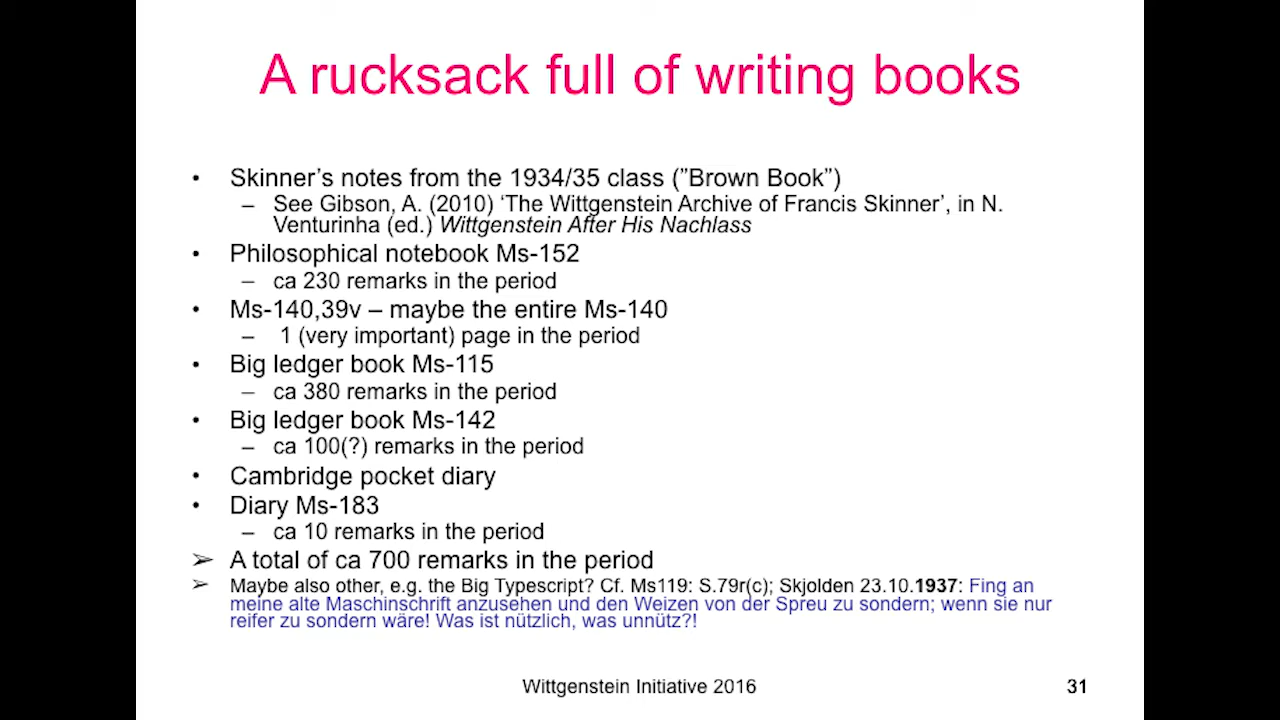 A rucksack full of writing books
• Skinner's notes from the 1934/35 class (”Brown Book”)
– See Gibson, A. (2010) ‘The Wittgenstein Archive of Francis Skinner’, in N.
Venturinha (ed.) Wittgenstein After His Nachlass
• Philosophical notebook Ms-152
– ca 230 remarks in the period
• Ms-140,39v – maybe the entire Ms-140
– 1 (very important) page in the period
• Big ledger book Ms-115
– ca 380 remarks in the period
• Big ledger book Ms-142
– ca 100(?) remarks in the period
• Cambridge pocket diary
• Diary Ms-183
– ca 10 remarks in the period
➢ A total of ca 700 remarks in the period
➢ Maybe also other, e.g. the Big Typescript? Cf. Ms119: S.79r(c); Skjolden 23.10.1937: Fing an
meine alte Maschinschrift anzusehen und den Weizen von der Spreu zu sondern; wenn sie nur
reifer zu sondern wäre! Was ist nützlich, was unnütz?!
Wittgenstein Initiative 2016
31